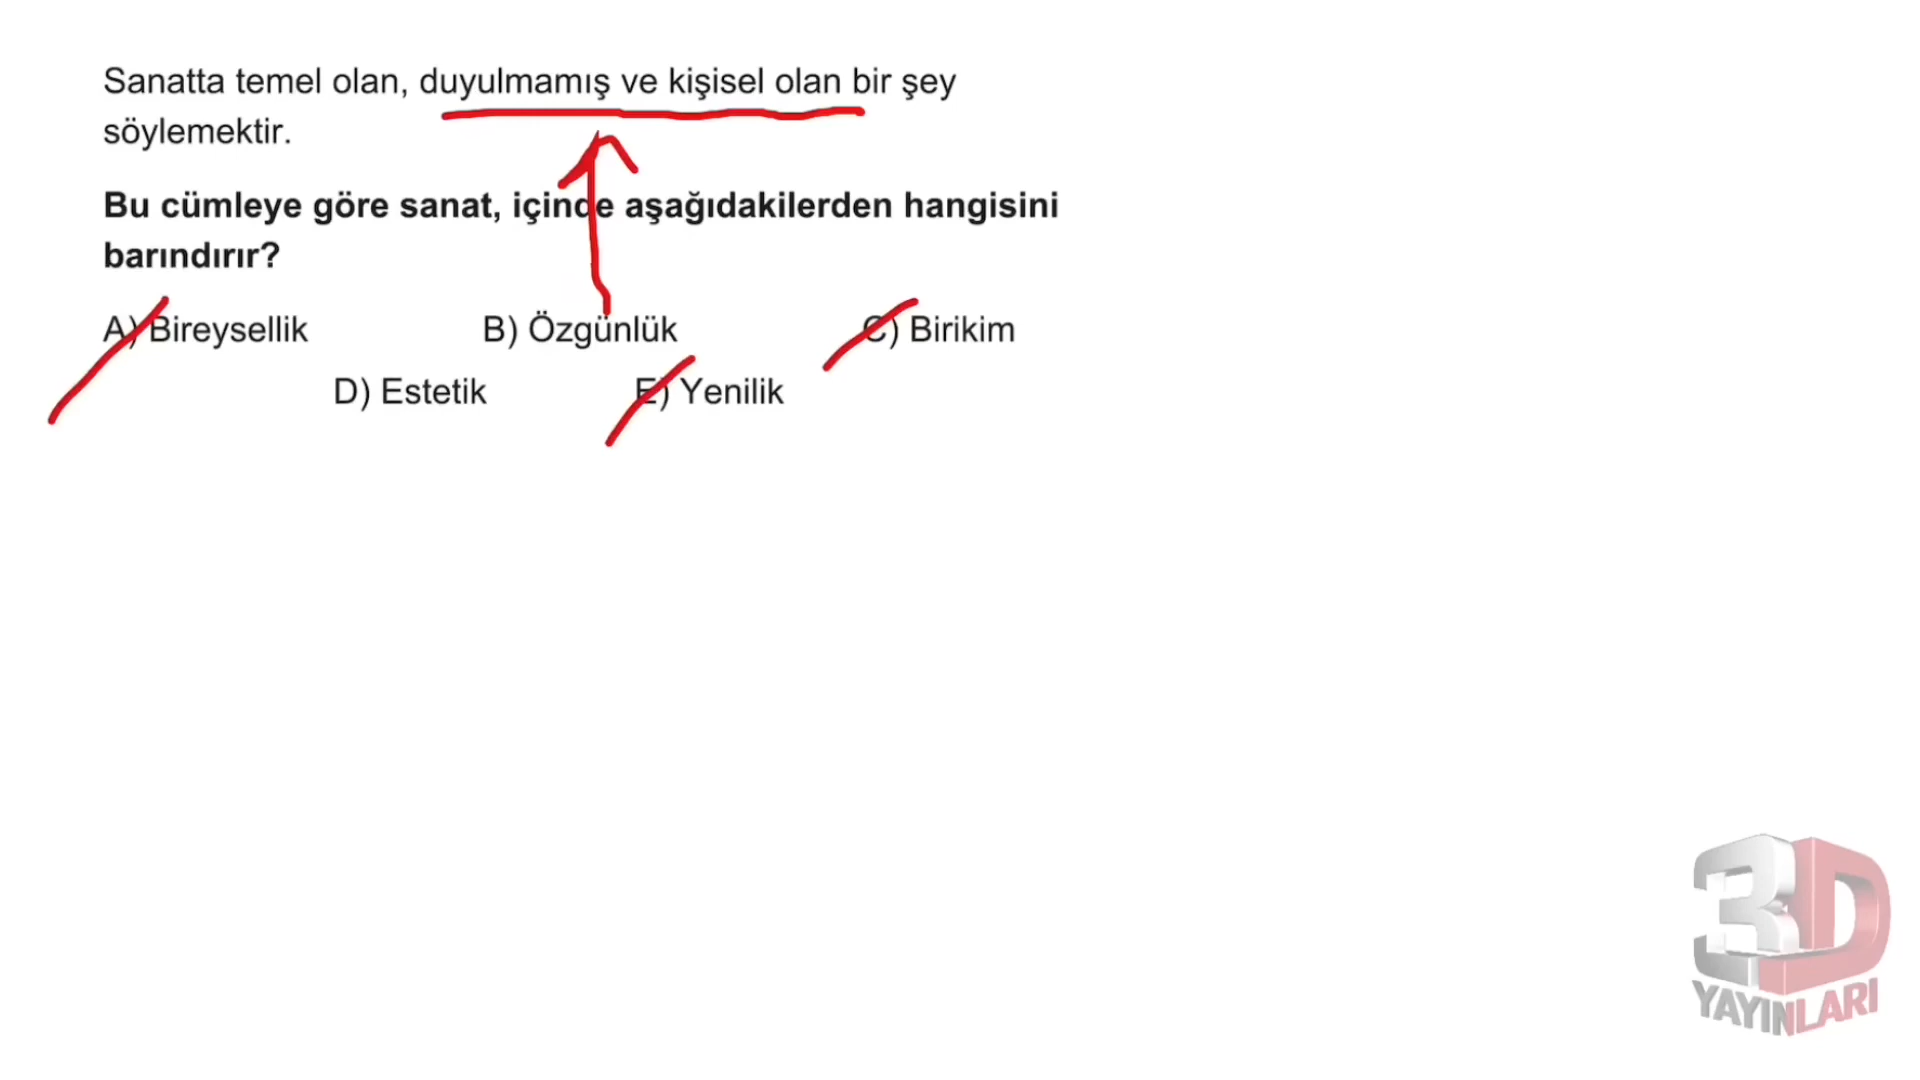 Sanatta temel olan, duyulmamış ve kişisel olan bir şey
söylemektir.
Bu cümleye göre sanat, içinde aşağıdakilerden hangisini
barındırır?
A) Bireysellik B) Özgünlük C) Birikim
D) Estetik E) Yenilik
3D
YAYINLARI